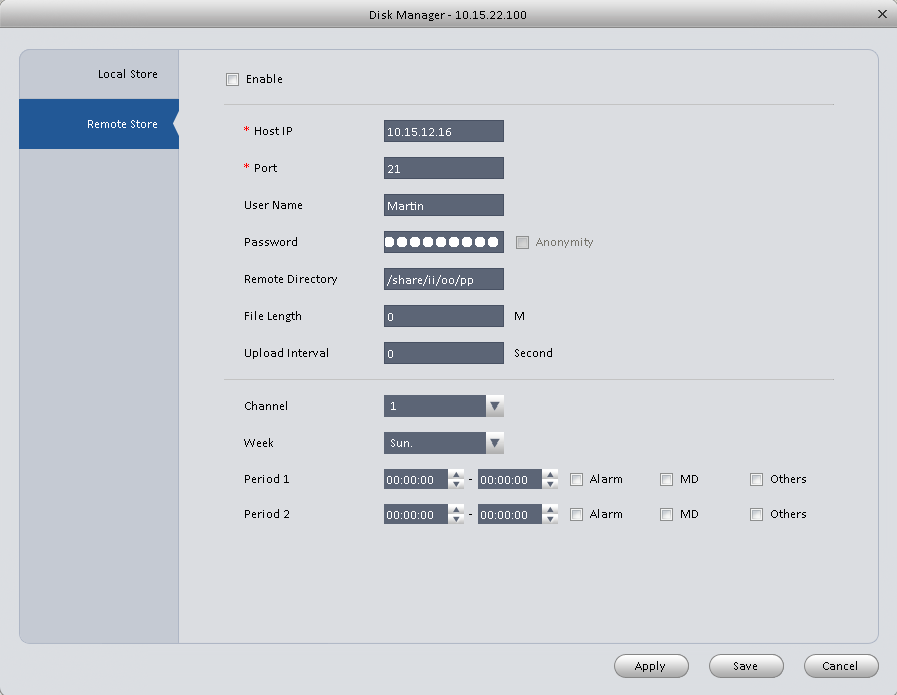 Disk Manager - 10.15.22.100
Local Store
Remote Store
Enable
* Host IP 10.15.12.16
* Port 21
User Name Martin
Password ●●●●●●●●● Anonymity
Remote Directory /share/ii/oo/pp
File Length 0 M
Upload Interval 0 Second
Channel 1
Week Sun.
Period 1 00:00:00 - 00:00:00 Alarm MD Others
Period 2 00:00:00 - 00:00:00 Alarm MD Others
Apply Save Cancel